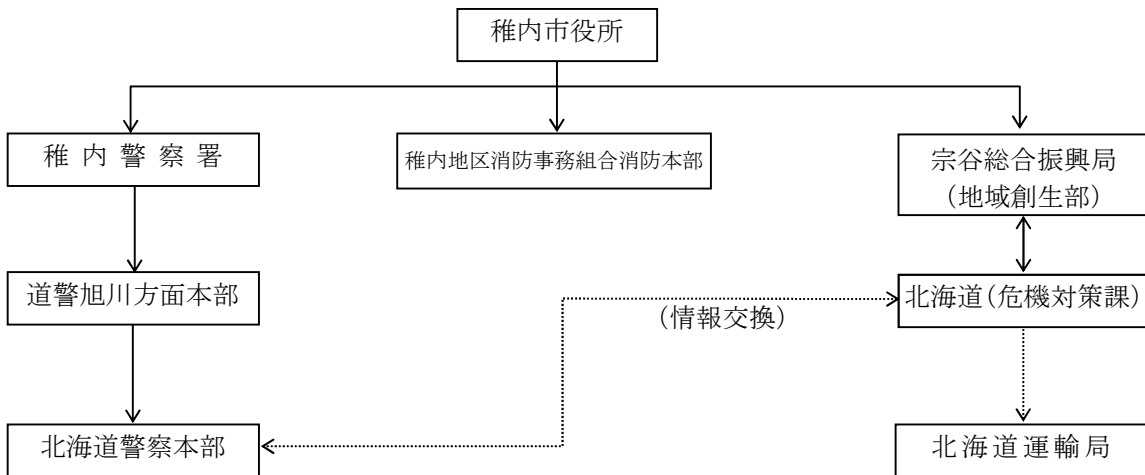 稚内市役所
稚内警察署
稚内地区消防事務組合消防本部
宗谷総合振興局
（地域創生部）
道警旭川方面本部
北海道（危機対策課）
（情報交換）
北海道警察本部
北海道運輸局